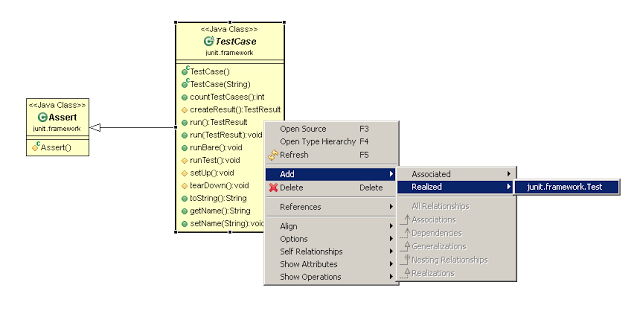 <<Java Class>>
TestCase
junit.framework
TestCase()
TestCase(String)
countTestCases():int
createResult():TestResult
run():TestResult
run(TestResult):void
runBare():void
runTest():void
setUp():void
tearDown():void
toString():String
getName():String
setName(String):void
<<Java Class>>
Assert
junit.framework
Assert()
Open Source F3
Open Type Hierarchy F4
Refresh F5
Add
Delete Delete
References
Align
Options
Self Relationships
Show Attributes
Show Operations
Associated
Realized
All Relationships
Associations
Dependencies
Generalizations
Nesting Relationships
Realizations
junit.framework.Test